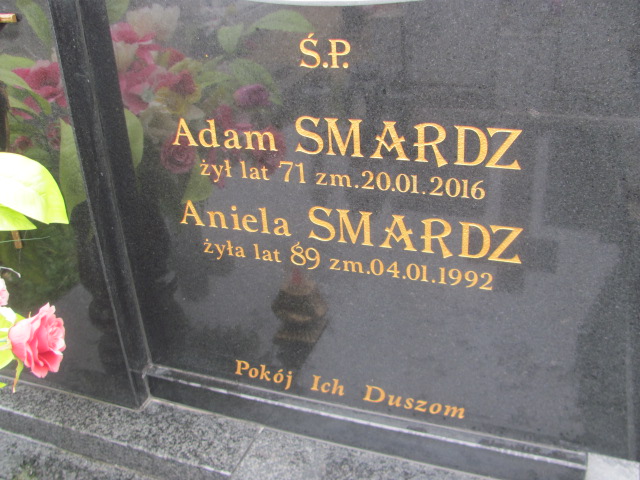 Ś.P.
Adam SMARDZ
żył lat 71 zm.20.01.2016
Aniela SMARDZ
żyła lat 89 zm.04.01.1992
Pokój Ich Duszom